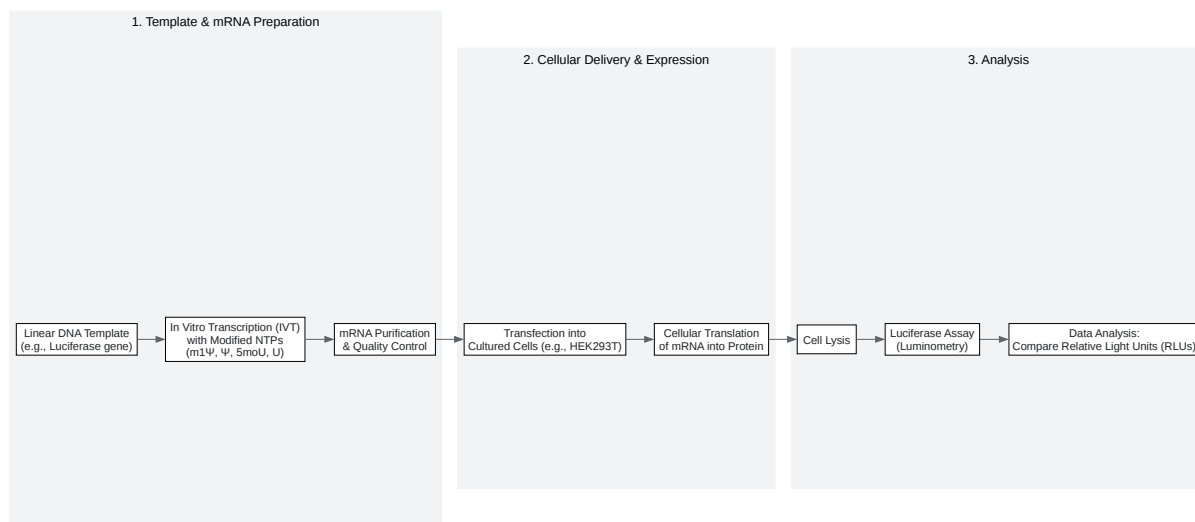 1. Template & mRNA Preparation
Linear DNA Template
(e.g., Luciferase gene)
In Vitro Transcription (IVT)
with Modified NTPs
(m1Ψ, Ψ, 5moU, U)
mRNA Purification
& Quality Control
2. Cellular Delivery & Expression
Transfection into
Cultured Cells (e.g., HEK293T)
Cellular Translation
of mRNA into Protein
3. Analysis
Cell Lysis
Luciferase Assay
(Luminometry)
Data Analysis:
Compare Relative Light Units (RLUs)